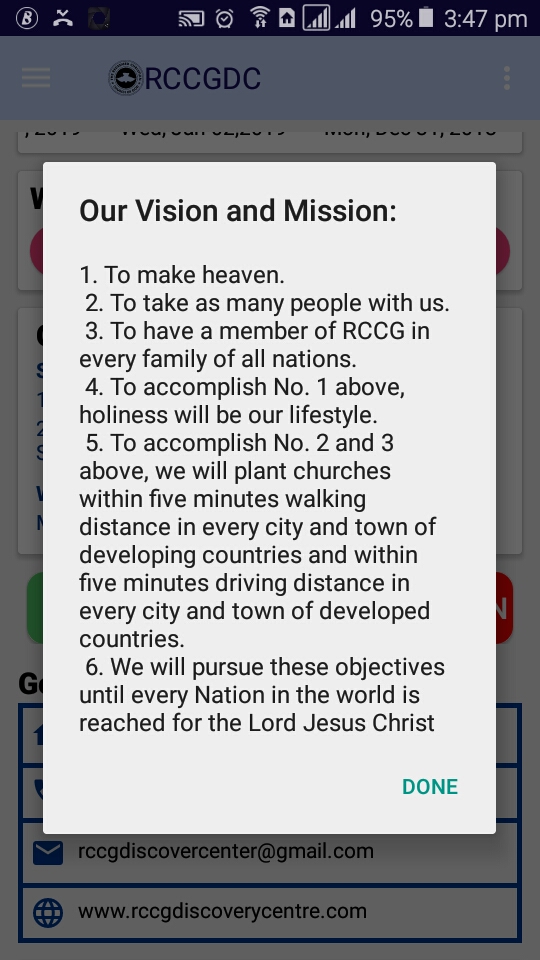 95% 3:47 pm
RCCGDC
Our Vision and Mission:
1. To make heaven.
2. To take as many people with us.
3. To have a member of RCCG in
every family of all nations.
4. To accomplish No. 1 above,
holiness will be our lifestyle.
5. To accomplish No. 2 and 3
above, we will plant churches
within five minutes walking
distance in every city and town of
developing countries and within
five minutes driving distance in
every city and town of developed
countries.
6. We will pursue these objectives
until every Nation in the world is
reached for the Lord Jesus Christ
DONE
rccgdiscovercenter@gmail.com
www.rccgdiscoverycentre.com